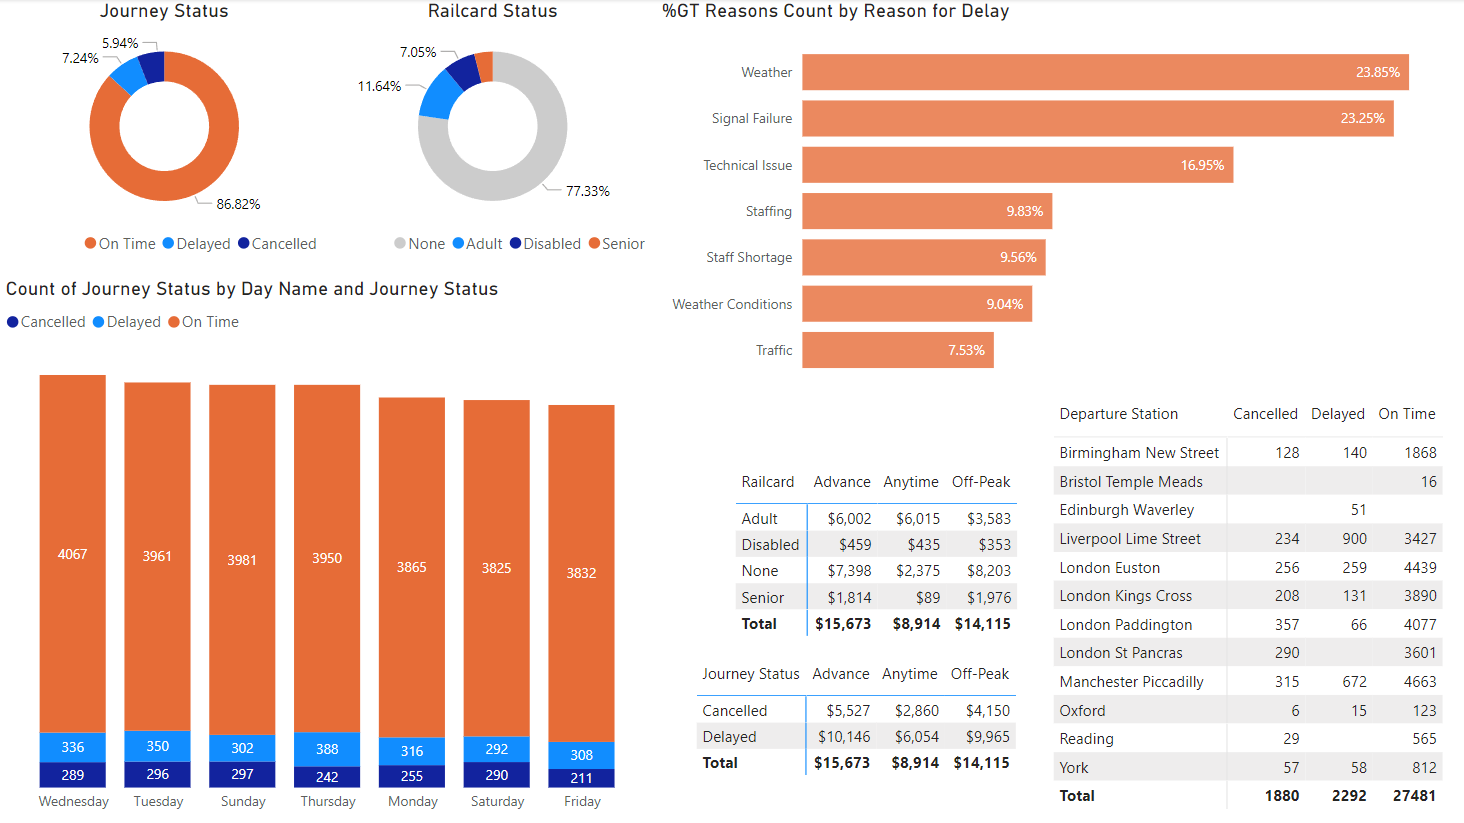 Journey Status
5.94%
7.24%
86.82%
On Time Delayed Cancelled
Railcard Status
7.05%
11.64%
77.33%
None Adult Disabled Senior
%GT Reasons Count by Reason for Delay
Weather 23.85%
Signal Failure 23.25%
Technical Issue 16.95%
Staffing 9.83%
Staff Shortage 9.56%
Weather Conditions 9.04%
Traffic 7.53%
Count of Journey Status by Day Name and Journey Status
Cancelled Delayed On Time
4067 3961 3981 3950 3865 3825 3832
336 350 302 388 316 292 308
289 296 297 242 255 290 211
Wednesday Tuesday Sunday Thursday Monday Saturday Friday
Railcard Advance Anytime Off-Peak
Adult $6,002 $6,015 $3,583
Disabled $459 $435 $353
None $7,398 $2,375 $8,203
Senior $1,814 $89 $1,976
Total $15,673 $8,914 $14,115
Journey Status Advance Anytime Off-Peak
Cancelled $5,527 $2,860 $4,150
Delayed $10,146 $6,054 $9,965
Total $15,673 $8,914 $14,115
Departure Station Cancelled Delayed On Time
Birmingham New Street 128 140 1868
Bristol Temple Meads 16
Edinburgh Waverley 51
Liverpool Lime Street 234 900 3427
London Euston 256 259 4439
London Kings Cross 208 131 3890
London Paddington 357 66 4077
London St Pancras 290 3601
Manchester Piccadilly 315 672 4663
Oxford 6 15 123
Reading 29 565
York 57 58 812
Total 1880 2292 27481